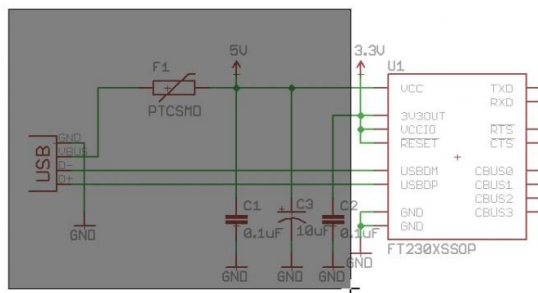 5V
3.3V
F1
U1
PTCSMD
VCC
TXD
RXD
3V3OUT
VCCIO
RTS
RESET
CTS
USB
GND
VBUS
D-
D+
USBDM
CBUS0
USBDP
CBUS1
CBUS2
GND
CBUS3
GND
C1
C3
C2
0.1uF
10uF
0.1uF
GND
GND
GND
GND
GND
FT230XSSOP